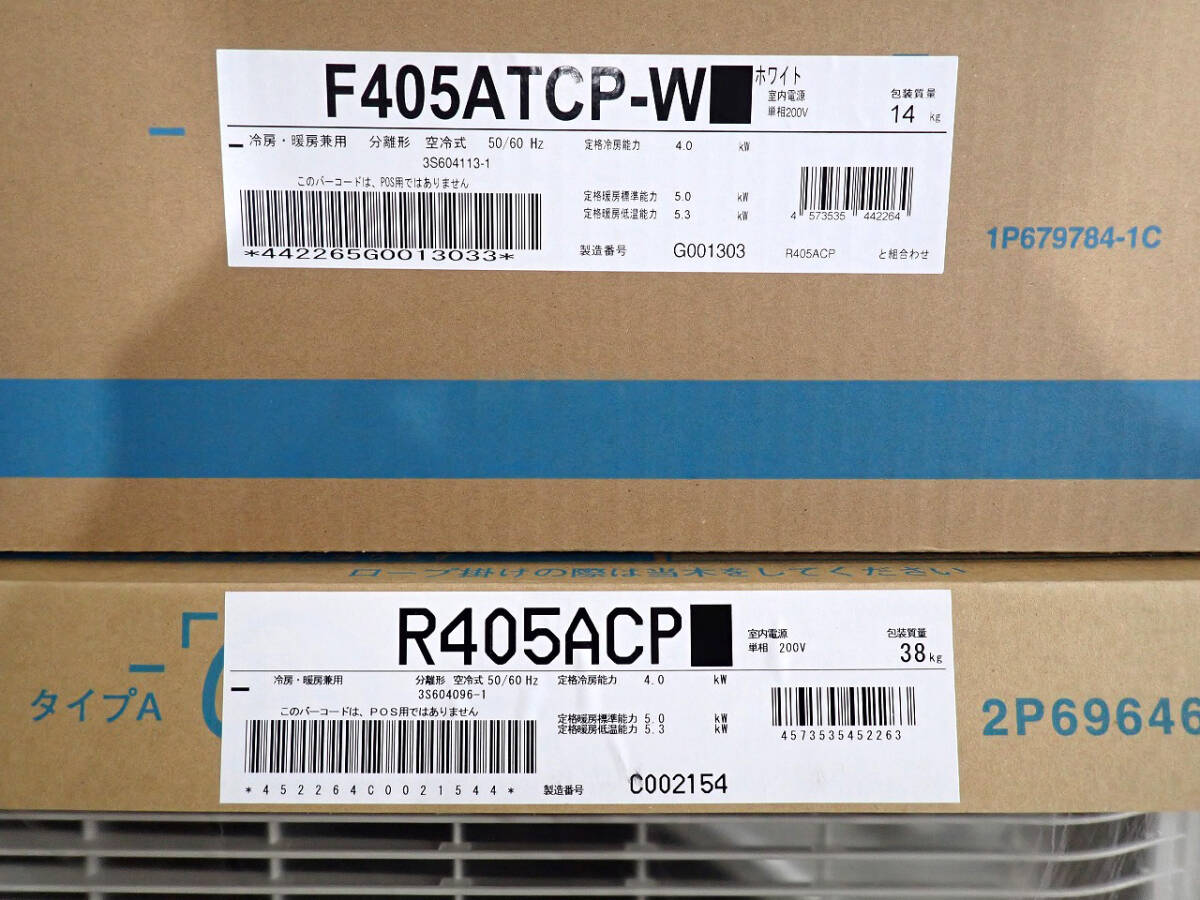 F405ATCP-W ホワイト
室内電源
単相200V
包装質量
14 kg
冷房・暖房兼用 分離形 空冷式 50/60 Hz 定格冷房能力 4.0 kW
3S604113-1
このバーコードは、POS用ではありません
定格暖房標準能力 5.0 kW
定格暖房低温能力 5.3 kW
4 573535 442264
*442265G0013033*
製造番号 G001303 R405ACP と組合わせ
1P679784-1C
ロープ掛けの際は当木をしてください
R405ACP
室内電源
単相 200V
包装質量
38kg
冷房・暖房兼用 分離形 空冷式 50/60 Hz 定格冷房能力 4.0 kW
3S604096-1
このバーコードは、POS用ではありません
定格暖房標準能力 5.0 kW
定格暖房低温能力 5.3 kW
4573535452263
*452264C0021544*
製造番号 C002154
タイプA
2P69646